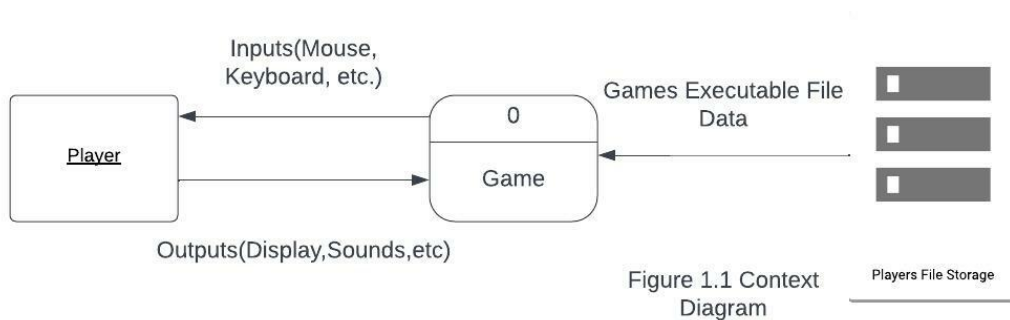 Inputs(Mouse,
Keyboard, etc.)
Player
0
Game
Games Executable File
Data
Outputs(Display,Sounds,etc)
Players File Storage
Figure 1.1 Context
Diagram